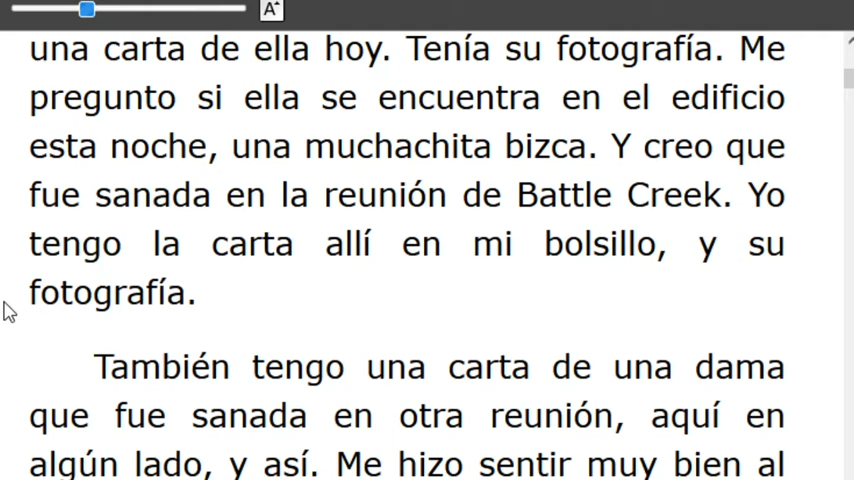 A
una carta de ella hoy. Tenía su fotografía. Me
pregunto si ella se encuentra en el edificio
esta noche, una muchachita bizca. Y creo que
fue sanada en la reunión de Battle Creek. Yo
tengo la carta allí en mi bolsillo, y su
fotografía.
También tengo una carta de una dama
que fue sanada en otra reunión, aquí en
algún lado, y así. Me hizo sentir muy bien al